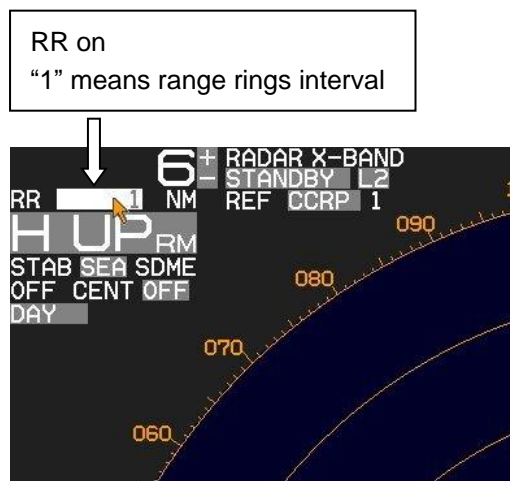 RR on
“1” means range rings interval
6 + - RADAR X-BAND
STANDBY L2
RR 1 NM REF CCRP 1
H UP RM
STAB SEA SDME
OFF CENT OFF
DAY
090
080
070
060